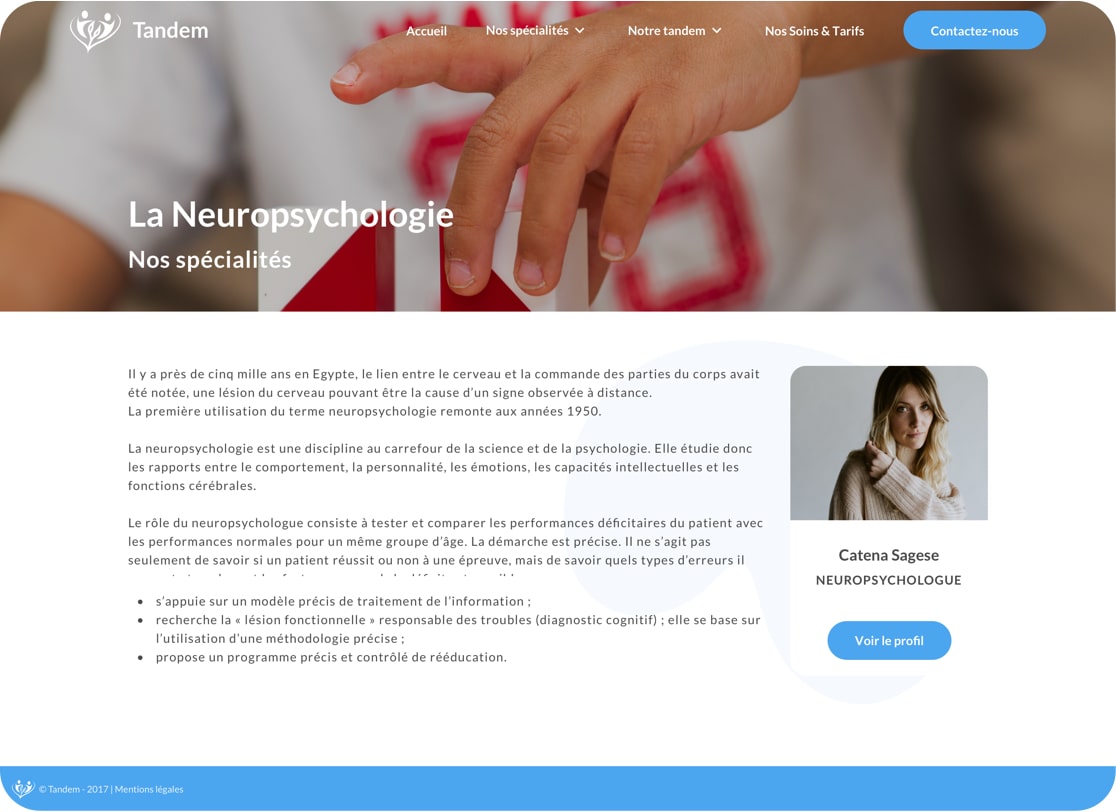 Tandem
Accueil
Nos spécialités
Notre tandem
Nos Soins & Tarifs
Contactez-nous
La Neuropsychologie
Nos spécialités
Il y a près de cinq mille ans en Egypte, le lien entre le cerveau et la commande des parties du corps avait
été notée, une lésion du cerveau pouvant être la cause d’un signe observée à distance.
La première utilisation du terme neuropsychologie remonte aux années 1950.
La neuropsychologie est une discipline au carrefour de la science et de la psychologie. Elle étudie donc
les rapports entre le comportement, la personnalité, les émotions, les capacités intellectuelles et les
fonctions cérébrales.
Le rôle du neuropsychologue consiste à tester et comparer les performances déficitaires du patient avec
les performances normales pour un même groupe d’âge. La démarche est précise. Il ne s’agit pas
seulement de savoir si un patient réussit ou non à une épreuve, mais de savoir quels types d’erreurs il
• s’appuie sur un modèle précis de traitement de l’information ;
• recherche la « lésion fonctionnelle » responsable des troubles (diagnostic cognitif) ; elle se base sur
l’utilisation d’une méthodologie précise ;
• propose un programme précis et contrôlé de rééducation.
Catena Sagese
NEUROPSYCHOLOGUE
Voir le profil
© Tandem - 2017 | Mentions légales